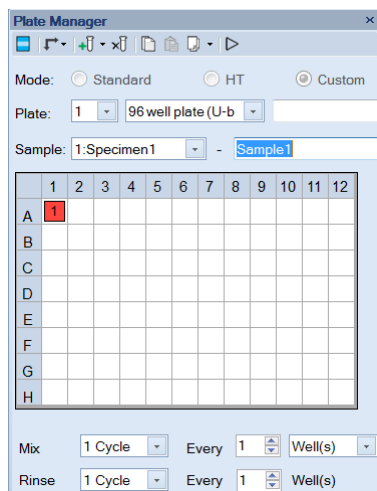 Plate Manager
Mode: Standard HT Custom
Plate: 1 96 well plate (U-b
Sample: 1:Specimen1 - Sample1
1 2 3 4 5 6 7 8 9 10 11 12
A 1
B
C
D
E
F
G
H
Mix 1 Cycle Every 1 Well(s)
Rinse 1 Cycle Every 1 Well(s)